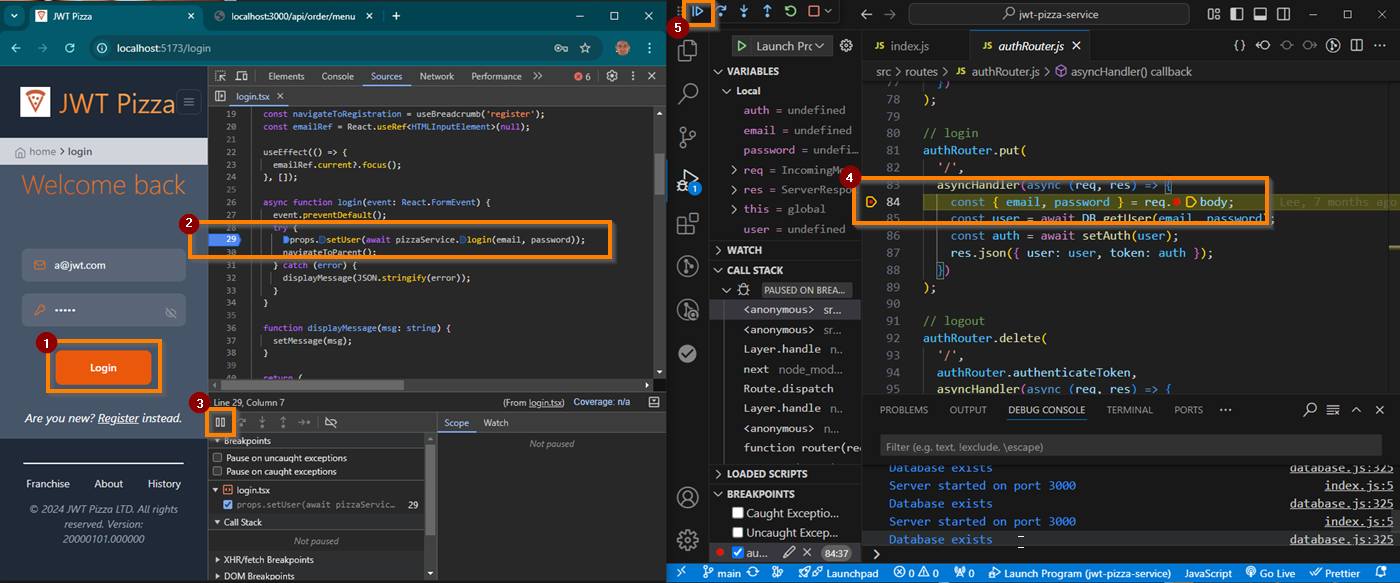 JWT Pizza
localhost:3000/api/order/menu
localhost:5173/login
JWT Pizza
home > login
Welcome back
a@jwt.com
•••••
1
Login
Are you new? Register instead.
Franchise About History
© 2024 JWT Pizza LTD. All rights
reserved. Version:
20000101.000000
Elements Console Sources Network Performance 6
login.tsx
19 const navigateToRegistration = useBreadcrumb('register');
20 const emailRef = React.useRef<HTMLInputElement>(null);
21
22 useEffect(() => {
23 emailRef.current?.focus();
24 }, []);
25
26 async function login(event: React.FormEvent) {
27 event.preventDefault();
2
28 try {
29 props.setUser(await pizzaService.login(email, password));
30 navigateToParent();
31 } catch (error) {
32 displayMessage(JSON.stringify(error));
33 }
34 }
35
36 function displayMessage(msg: string) {
37 setMessage(msg);
38 }
39
40 return (
Line 29, Column 7 (From login.tsx) Coverage: n/a
3
Breakpoints
Pause on uncaught exceptions
Pause on caught exceptions
login.tsx
props.setUser(await pizzaServic… 29
Call Stack
Not paused
XHR/fetch Breakpoints
DOM Breakpoints
Scope Watch
Not paused
5
jwt-pizza-service
Launch Prc
VARIABLES
Local
auth = undefined
email = undefined
password = undefi…
req = IncomingMe
res = ServerRespo
this = global
user = undefined
WATCH
CALL STACK
PAUSED ON BREA…
<anonymous> sr…
<anonymous> sr…
Layer.handle n…
next node_mod…
Route.dispatch
Layer.handle n…
<anonymous> n…
function router(re
LOADED SCRIPTS
BREAKPOINTS
Caught Exceptio…
Uncaught Excep…
au… 84:37
1
JS index.js JS authRouter.js
src > routes > JS authRouter.js > asyncHandler() callback
77 })
78 );
79
80 // login
81 authRouter.put(
82 '/',
4
83 asyncHandler(async (req, res) => {
84 const { email, password } = req.body; Lee, 7 months ago
85 const user = await DB.getUser(email, password);
86 const auth = await setAuth(user);
87 res.json({ user: user, token: auth });
88 })
89 );
90
91 // logout
92 authRouter.delete(
93 '/',
94 authRouter.authenticateToken,
95 asyncHandler(async (req, res) => {
PROBLEMS OUTPUT DEBUG CONSOLE TERMINAL PORTS
Filter (e.g. text, !exclude, \escape)
Database exists database.js:325
Server started on port 3000 index.js:5
Database exists database.js:325
Server started on port 3000 index.js:5
Database exists database.js:325
main Launchpad 0 0 0 Launch Program (jwt-pizza-service) JavaScript Go Live Prettier